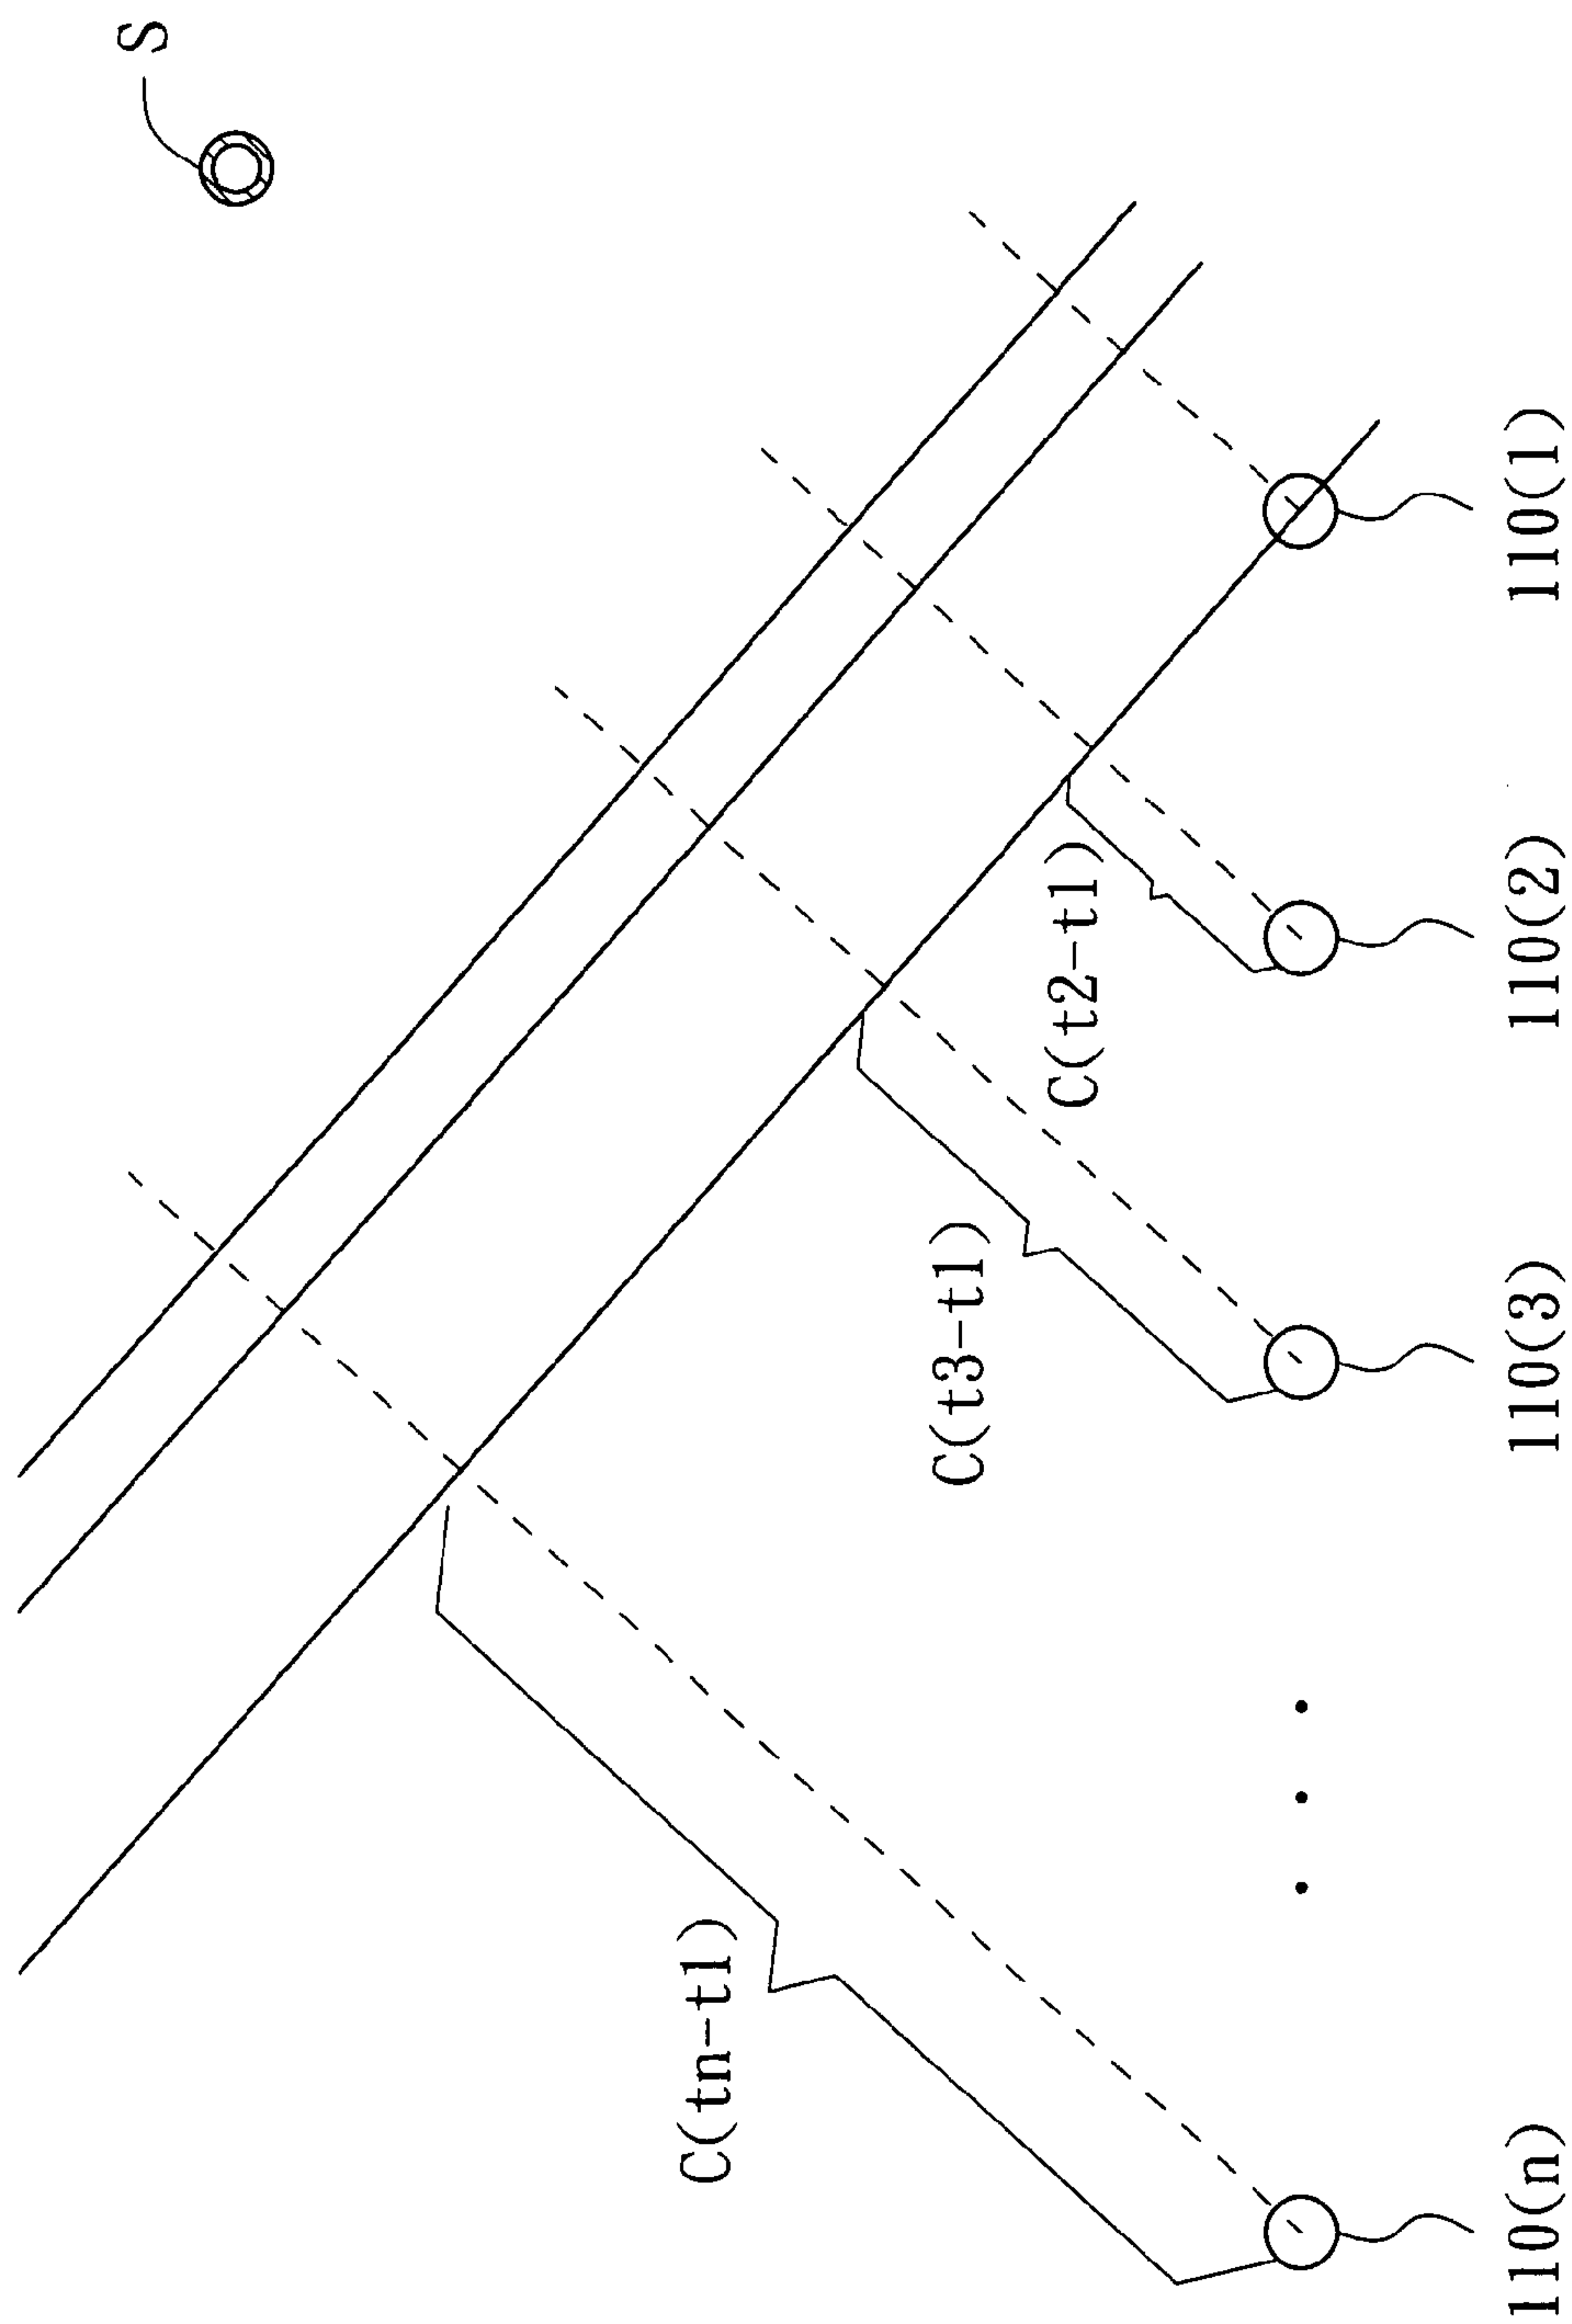 S
C(tn-t1)
C(t3-t1)
C(t2-t1)
110(n)
110(3)
110(2)
110(1)